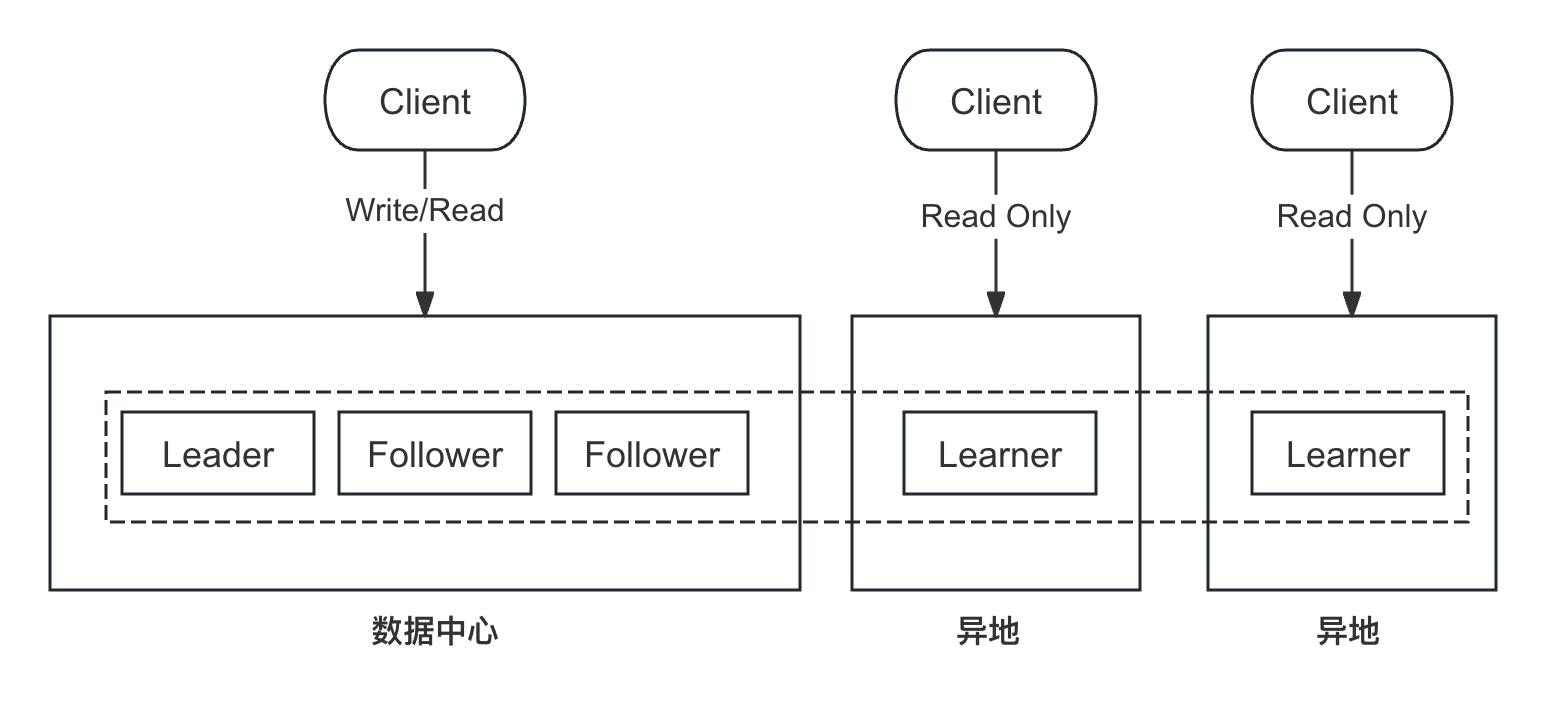 Client
Client
Client
Write/Read
Read Only
Read Only
Leader
Follower
Follower
Learner
Learner
数据中心
异地
异地